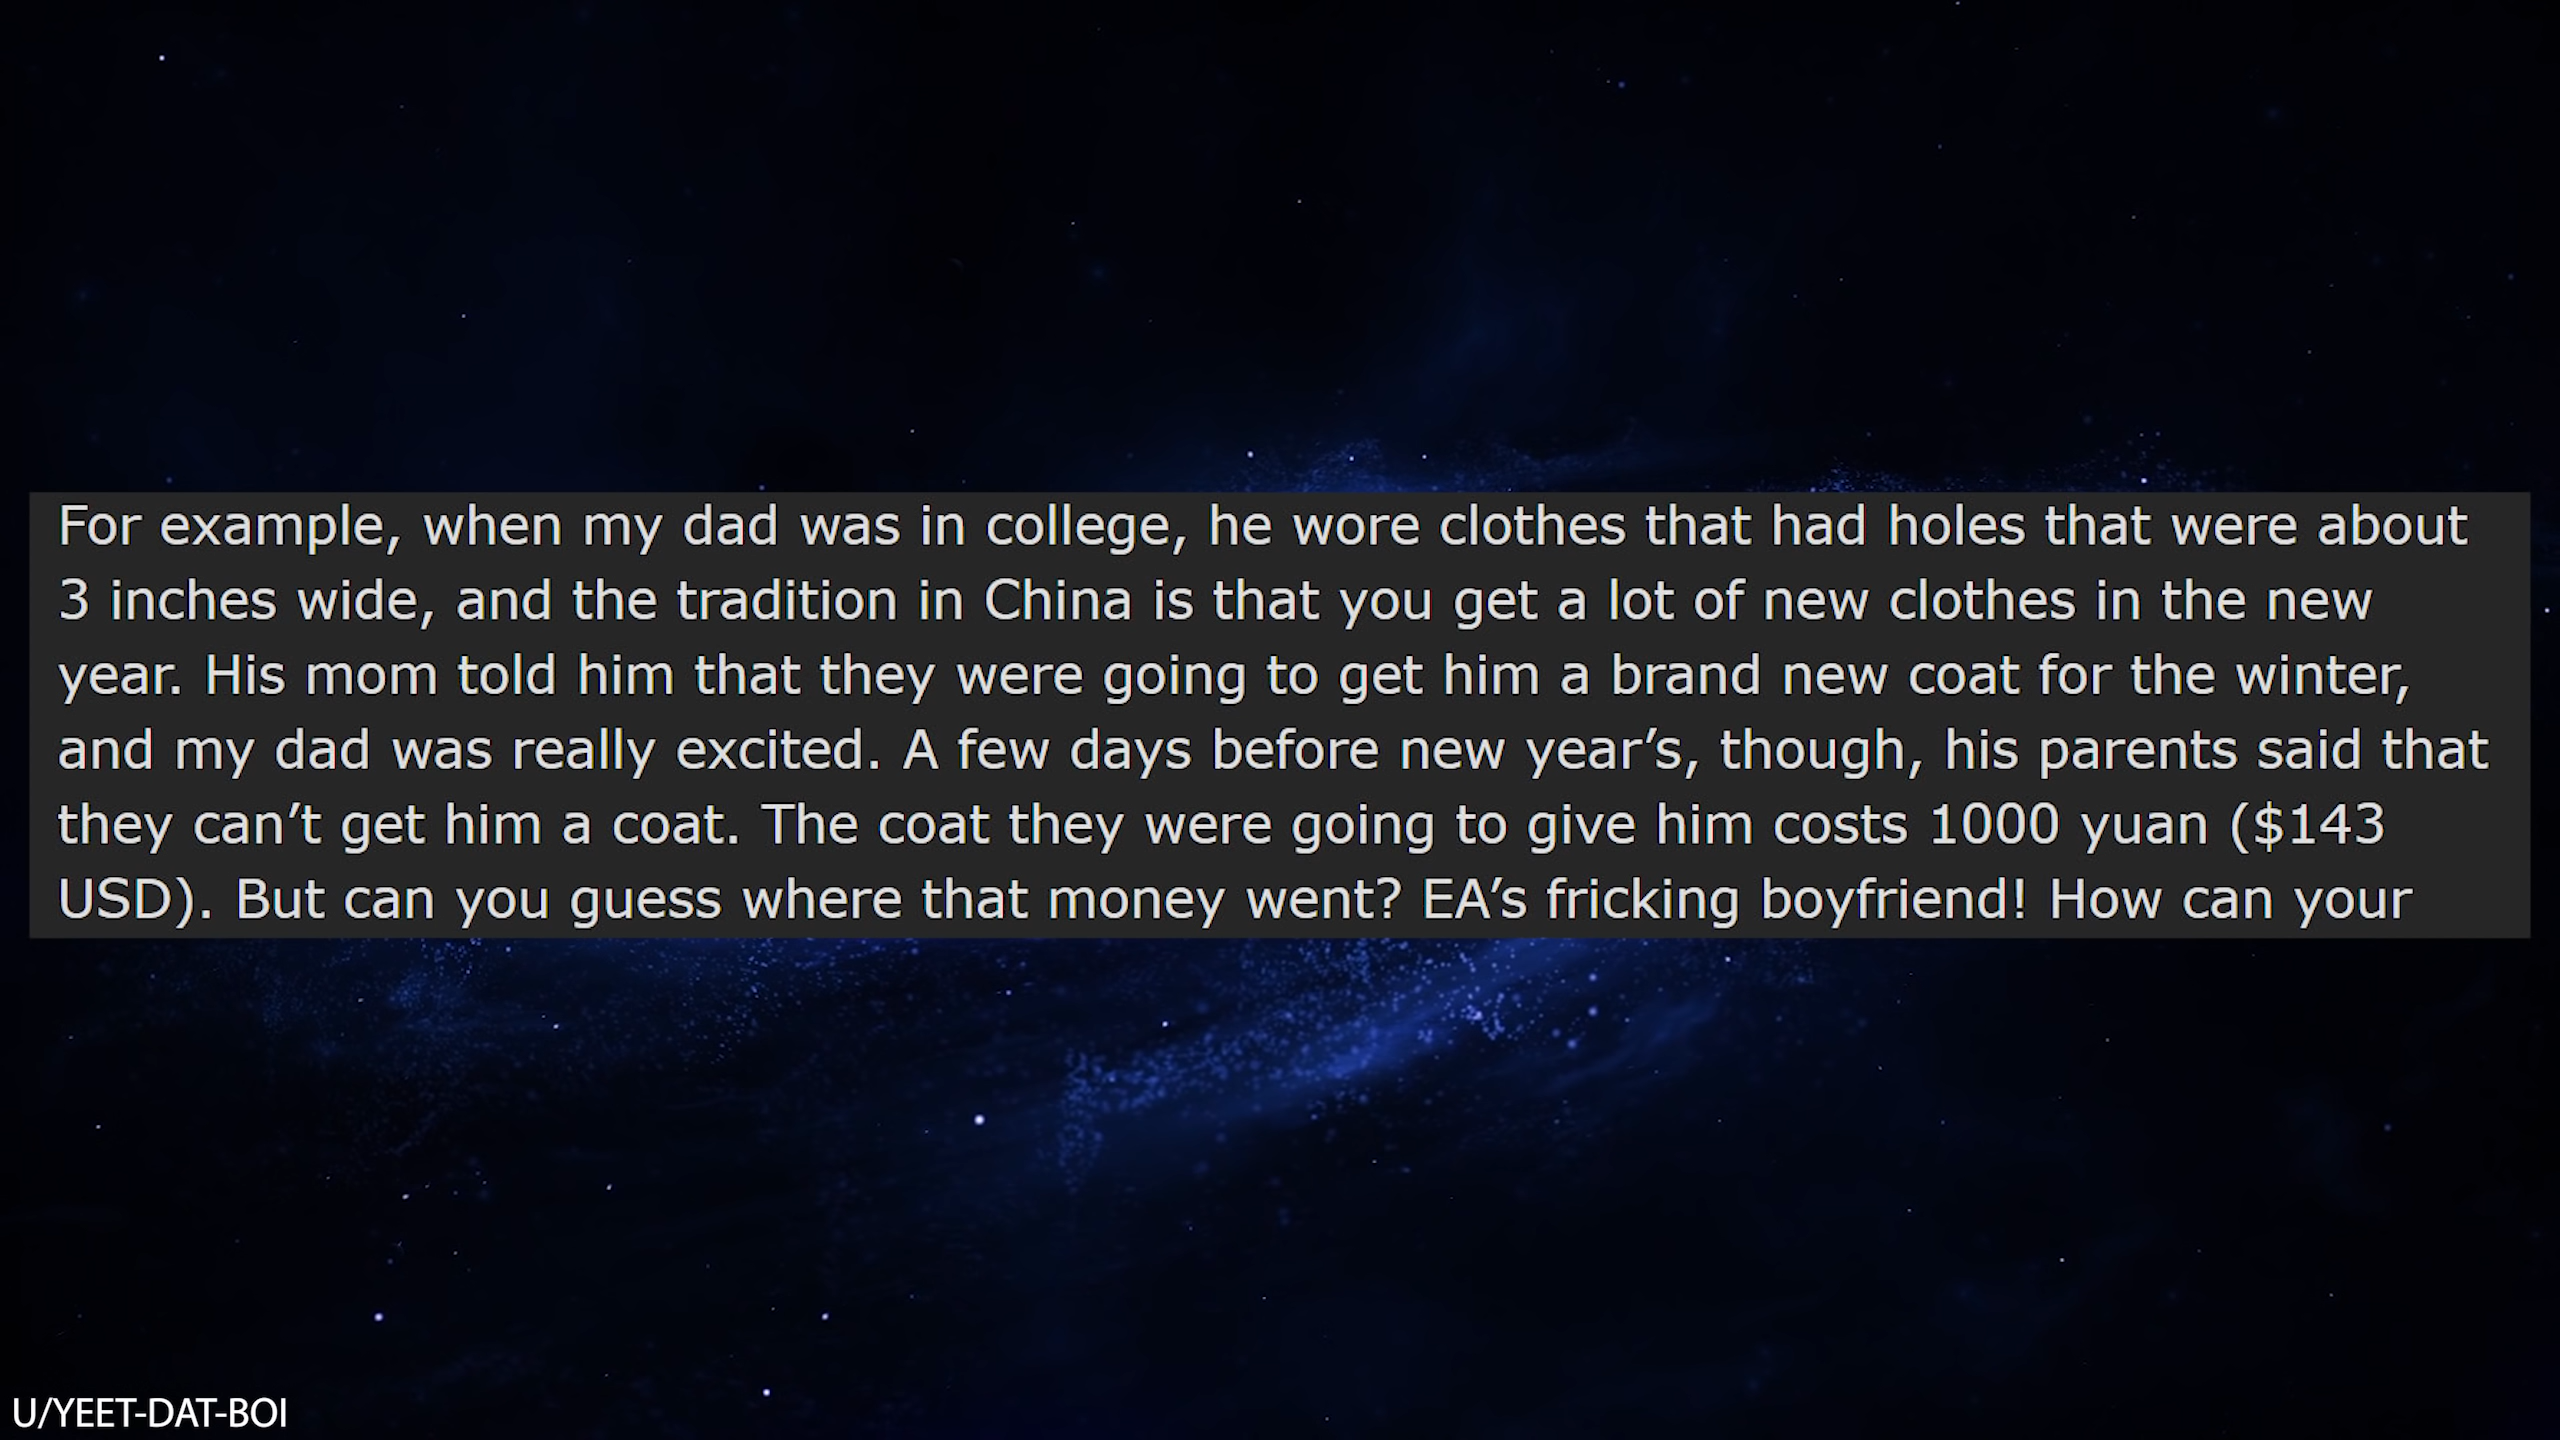 For example, when my dad was in college, he wore clothes that had holes that were about
3 inches wide, and the tradition in China is that you get a lot of new clothes in the new
year. His mom told him that they were going to get him a brand new coat for the winter,
and my dad was really excited. A few days before new year’s, though, his parents said that
they can’t get him a coat. The coat they were going to give him costs 1000 yuan ($143
USD). But can you guess where that money went? EA’s fricking boyfriend! How can your
U/YEET-DAT-BOI